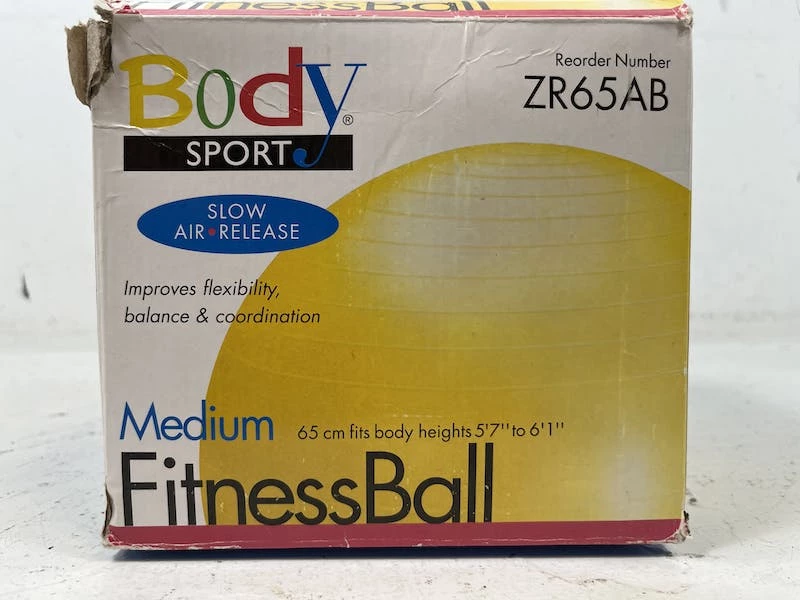 FitnessBall
Body®
SPORT
Reorder Number
ZR65AB
SLOW
AIR•RELEASE
Improves flexibility,
balance & coordination
Medium 65 cm fits body heights 5'7'' to 6'1''
FitnessBall